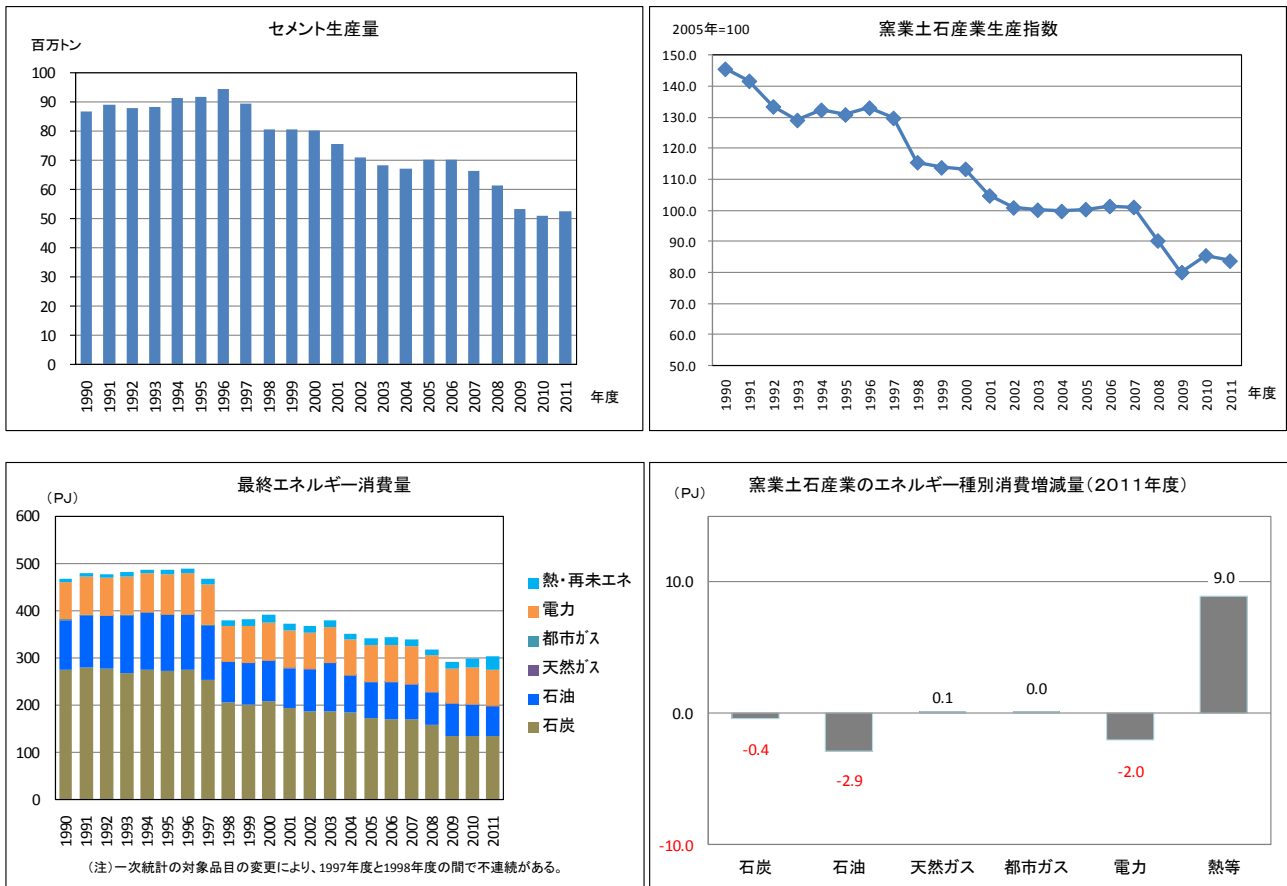 セメント生産量
百万トン
100
90
80
70
60
50
40
30
20
10
0
1990 1991 1992 1993 1994 1995 1996 1997 1998 1999 2000 2001 2002 2003 2004 2005 2006 2007 2008 2009 2010 2011 年度
2005年=100 窯業土石産業生産指数
150.0
140.0
130.0
120.0
110.0
100.0
90.0
80.0
70.0
60.0
50.0
1990 1991 1992 1993 1994 1995 1996 1997 1998 1999 2000 2001 2002 2003 2004 2005 2006 2007 2008 2009 2010 2011 年度
最終エネルギー消費量
(PJ)
600
500
400
300
200
100
0
熱・再未エネ
電力
都市ガス
天然ガス
石油
石炭
1990 1991 1992 1993 1994 1995 1996 1997 1998 1999 2000 2001 2002 2003 2004 2005 2006 2007 2008 2009 2010 2011
(注)一次統計の対象品目の変更により、1997年度と1998年度の間で不連続がある。
(PJ) 窯業土石産業のエネルギー種別消費増減量(2011年度)
10.0
0.0
-10.0
-0.4
-2.9
0.1
0.0
-2.0
9.0
石炭 石油 天然ガス 都市ガス 電力 熱等